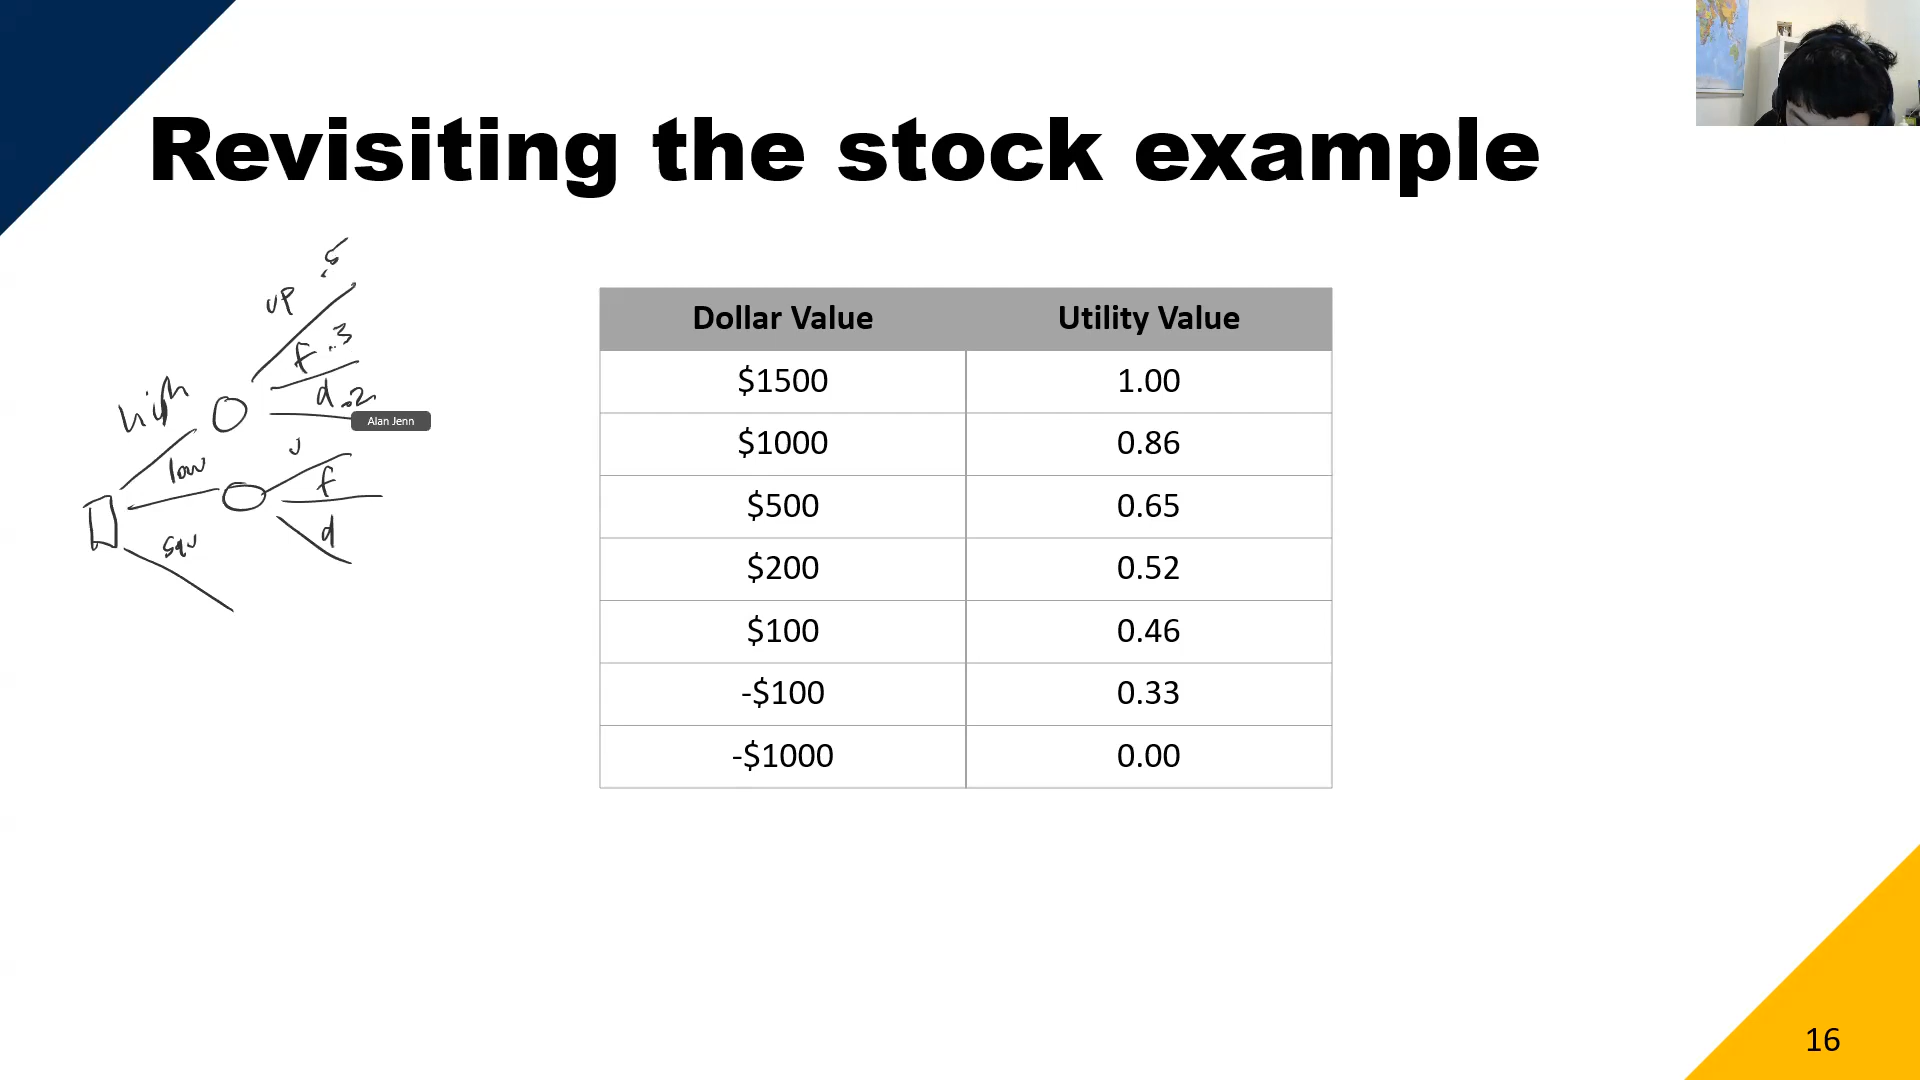 Revisiting the stock example
.5
up
f .3
d .2
high
Alan Jenn
low
u
f
d
Dollar Value Utility Value
$1500 1.00
$1000 0.86
$500 0.65
$200 0.52
$100 0.46
-$100 0.33
-$1000 0.00
16